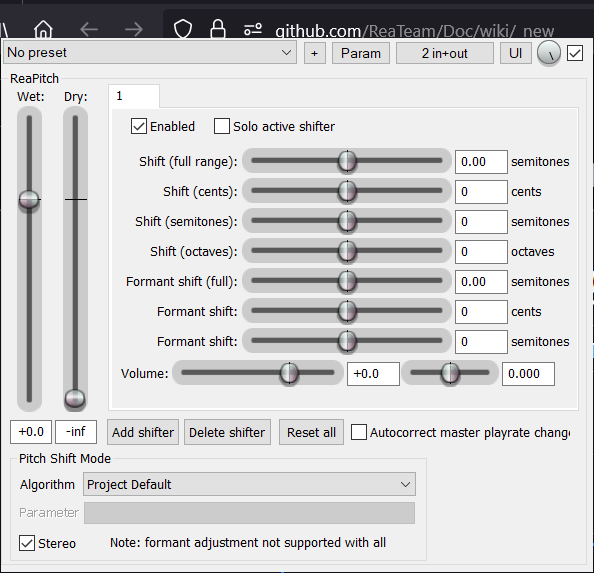 github.com/ReaTeam/Doc/wiki/_new
No preset + Param 2 in+out UI
ReaPitch
Wet: Dry: 1
Enabled Solo active shifter
Shift (full range): 0.00 semitones
Shift (cents): 0 cents
Shift (semitones): 0 semitones
Shift (octaves): 0 octaves
Formant shift (full): 0.00 semitones
Formant shift: 0 cents
Formant shift: 0 semitones
Volume: +0.0 0.000
+0.0 -inf Add shifter Delete shifter Reset all Autocorrect master playrate change
Pitch Shift Mode
Algorithm Project Default
Parameter
Stereo Note: formant adjustment not supported with all